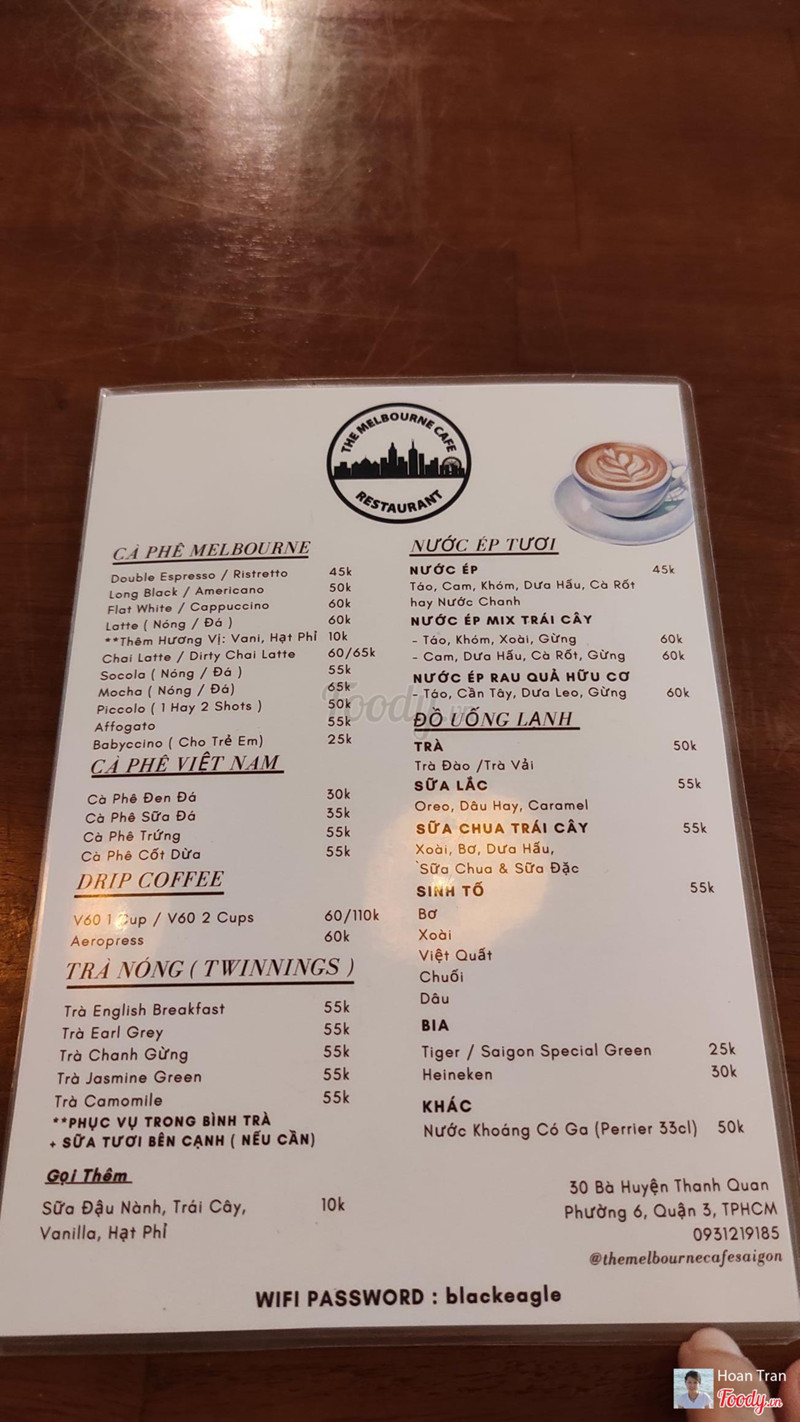 THE MELBOURNE CAFE
RESTAURANT
CÀ PHÊ MELBOURNE
Double Espresso / Ristretto 45k
Long Black / Americano 50k
Flat White / Cappuccino 60k
Latte ( Nóng / Đá ) 60k
**Thêm Hương Vị: Vani, Hạt Phỉ 10k
Chai Latte / Dirty Chai Latte 60/65k
Socola ( Nóng / Đá ) 55k
Mocha ( Nóng / Đá) 65k
Piccolo ( 1 Hay 2 Shots ) 50k
Affogato 55k
Babyccino ( Cho Trẻ Em) 25k
CÀ PHÊ VIỆT NAM
Cà Phê Đen Đá 30k
Cà Phê Sữa Đá 35k
Cà Phê Trứng 55k
Cà Phê Cốt Dừa 55k
DRIP COFFEE
V60 1 Cup / V60 2 Cups 60/110k
Aeropress 60k
TRÀ NÓNG ( TWINNINGS )
Trà English Breakfast 55k
Trà Earl Grey 55k
Trà Chanh Gừng 55k
Trà Jasmine Green 55k
Trà Camomile 55k
**PHỤC VỤ TRONG BÌNH TRÀ
+ SỮA TƯƠI BÊN CẠNH ( NẾU CẦN)
Gọi Thêm
Sữa Đậu Nành, Trái Cây, 10k
Vanilla, Hạt Phỉ
NƯỚC ÉP TƯƠI
NƯỚC ÉP 45k
Táo, Cam, Khóm, Dưa Hấu, Cà Rốt
hay Nước Chanh
NƯỚC ÉP MIX TRÁI CÂY
- Táo, Khóm, Xoài, Gừng 60k
- Cam, Dưa Hấu, Cà Rốt, Gừng 60k
NƯỚC ÉP RAU QUẢ HỮU CƠ
- Táo, Cần Tây, Dưa Leo, Gừng 60k
ĐỒ UỐNG LẠNH
TRÀ 50k
Trà Đào /Trà Vải
SỮA LẮC 55k
Oreo, Dâu Hay, Caramel
SỮA CHUA TRÁI CÂY 55k
Xoài, Bơ, Dưa Hấu,
`Sữa Chua & Sữa Đặc
SINH TỐ 55k
Bơ
Xoài
Việt Quất
Chuối
Dâu
BIA
Tiger / Saigon Special Green 25k
Heineken 30k
KHÁC
Nước Khoáng Có Ga (Perrier 33cl) 50k
30 Bà Huyện Thanh Quan
Phường 6, Quận 3, TPHCM
0931219185
@themelbournecafesaigon
WIFI PASSWORD : blackeagle
Foody.vn
Hoan Tran
Foody.vn